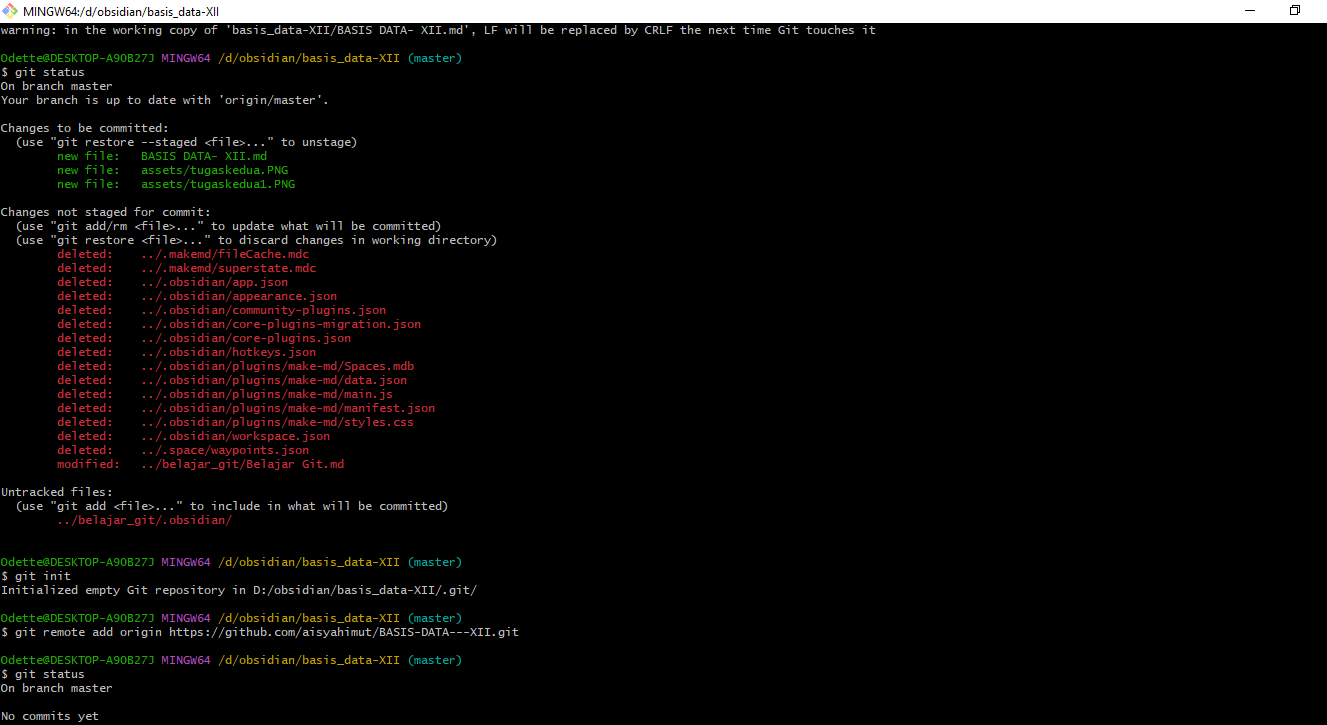 MINGW64:/d/obsidian/basis_data-XII
warning: in the working copy of 'basis_data-XII/BASIS DATA- XII.md', LF will be replaced by CRLF the next time Git touches it
Odette@DESKTOP-A9OB27J MINGW64 /d/obsidian/basis_data-XII (master)
$ git status
On branch master
Your branch is up to date with 'origin/master'.
Changes to be committed:
(use "git restore --staged <file>..." to unstage)
new file: BASIS DATA- XII.md
new file: assets/tugaskedua.PNG
new file: assets/tugaskedua1.PNG
Changes not staged for commit:
(use "git add/rm <file>..." to update what will be committed)
(use "git restore <file>..." to discard changes in working directory)
deleted: ../.makemd/fileCache.mdc
deleted: ../.makemd/superstate.mdc
deleted: ../.obsidian/app.json
deleted: ../.obsidian/appearance.json
deleted: ../.obsidian/community-plugins.json
deleted: ../.obsidian/core-plugins-migration.json
deleted: ../.obsidian/core-plugins.json
deleted: ../.obsidian/hotkeys.json
deleted: ../.obsidian/plugins/make-md/Spaces.mdb
deleted: ../.obsidian/plugins/make-md/data.json
deleted: ../.obsidian/plugins/make-md/main.js
deleted: ../.obsidian/plugins/make-md/manifest.json
deleted: ../.obsidian/plugins/make-md/styles.css
deleted: ../.obsidian/workspace.json
deleted: ../.space/waypoints.json
modified: ../belajar_git/Belajar Git.md
Untracked files:
(use "git add <file>..." to include in what will be committed)
../belajar_git/.obsidian/
Odette@DESKTOP-A9OB27J MINGW64 /d/obsidian/basis_data-XII (master)
$ git init
Initialized empty Git repository in D:/obsidian/basis_data-XII/.git/
Odette@DESKTOP-A9OB27J MINGW64 /d/obsidian/basis_data-XII (master)
$ git remote add origin https://github.com/aisyahimut/BASIS-DATA---XII.git
Odette@DESKTOP-A9OB27J MINGW64 /d/obsidian/basis_data-XII (master)
$ git status
On branch master
No commits yet